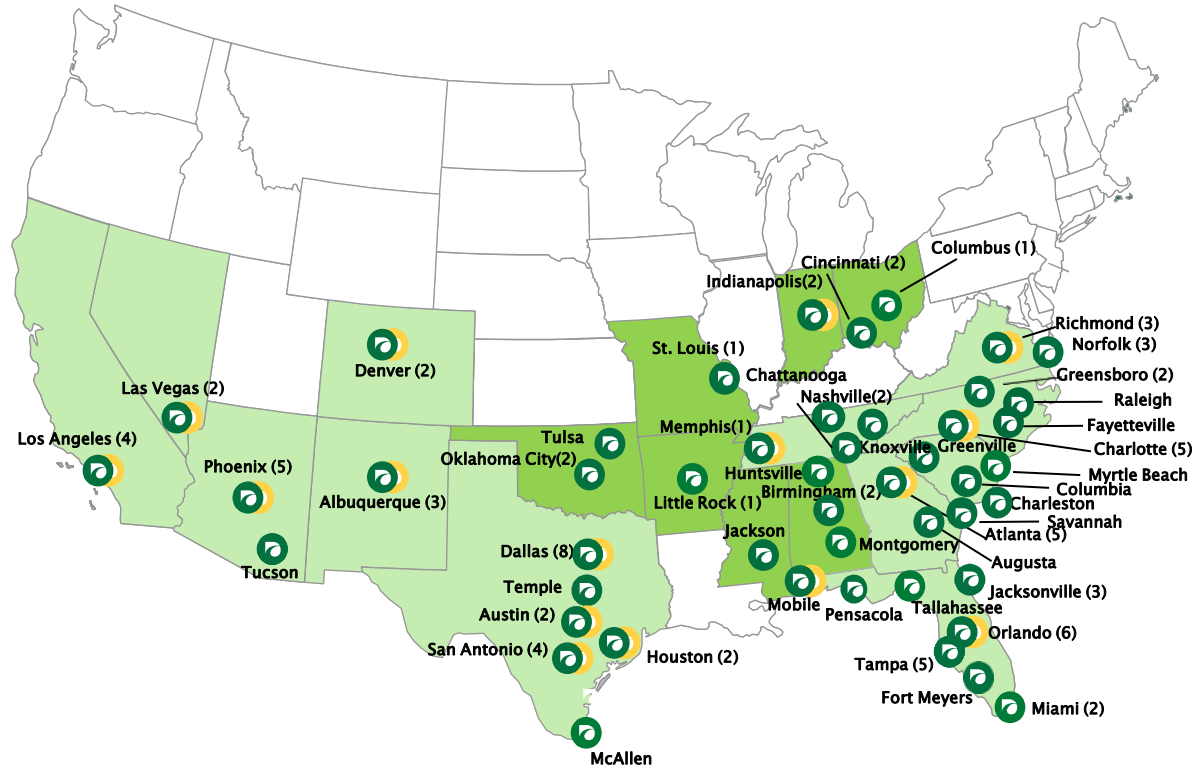 Columbus (1)
Cincinnati (2)
Indianapolis(2)
Richmond (3)
Norfolk (3)
St. Louis (1)
Denver (2)
Chattanooga
Greensboro (2)
Las Vegas (2)
Nashville(2)
Raleigh
Memphis(1)
Fayetteville
Los Angeles (4)
Tulsa
Knoxville
Greenville
Charlotte (5)
Oklahoma City(2)
Phoenix (5)
Huntsville
Myrtle Beach
Birmingham (2)
Columbia
Albuquerque (3)
Little Rock (1)
Charleston
Savannah
Jackson
Atlanta (5)
Montgomery
Dallas (8)
Augusta
Tucson
Temple
Jacksonville (3)
Mobile
Tallahassee
Austin (2)
Pensacola
Orlando (6)
San Antonio (4)
Houston (2)
Tampa (5)
Fort Meyers
Miami (2)
McAllen